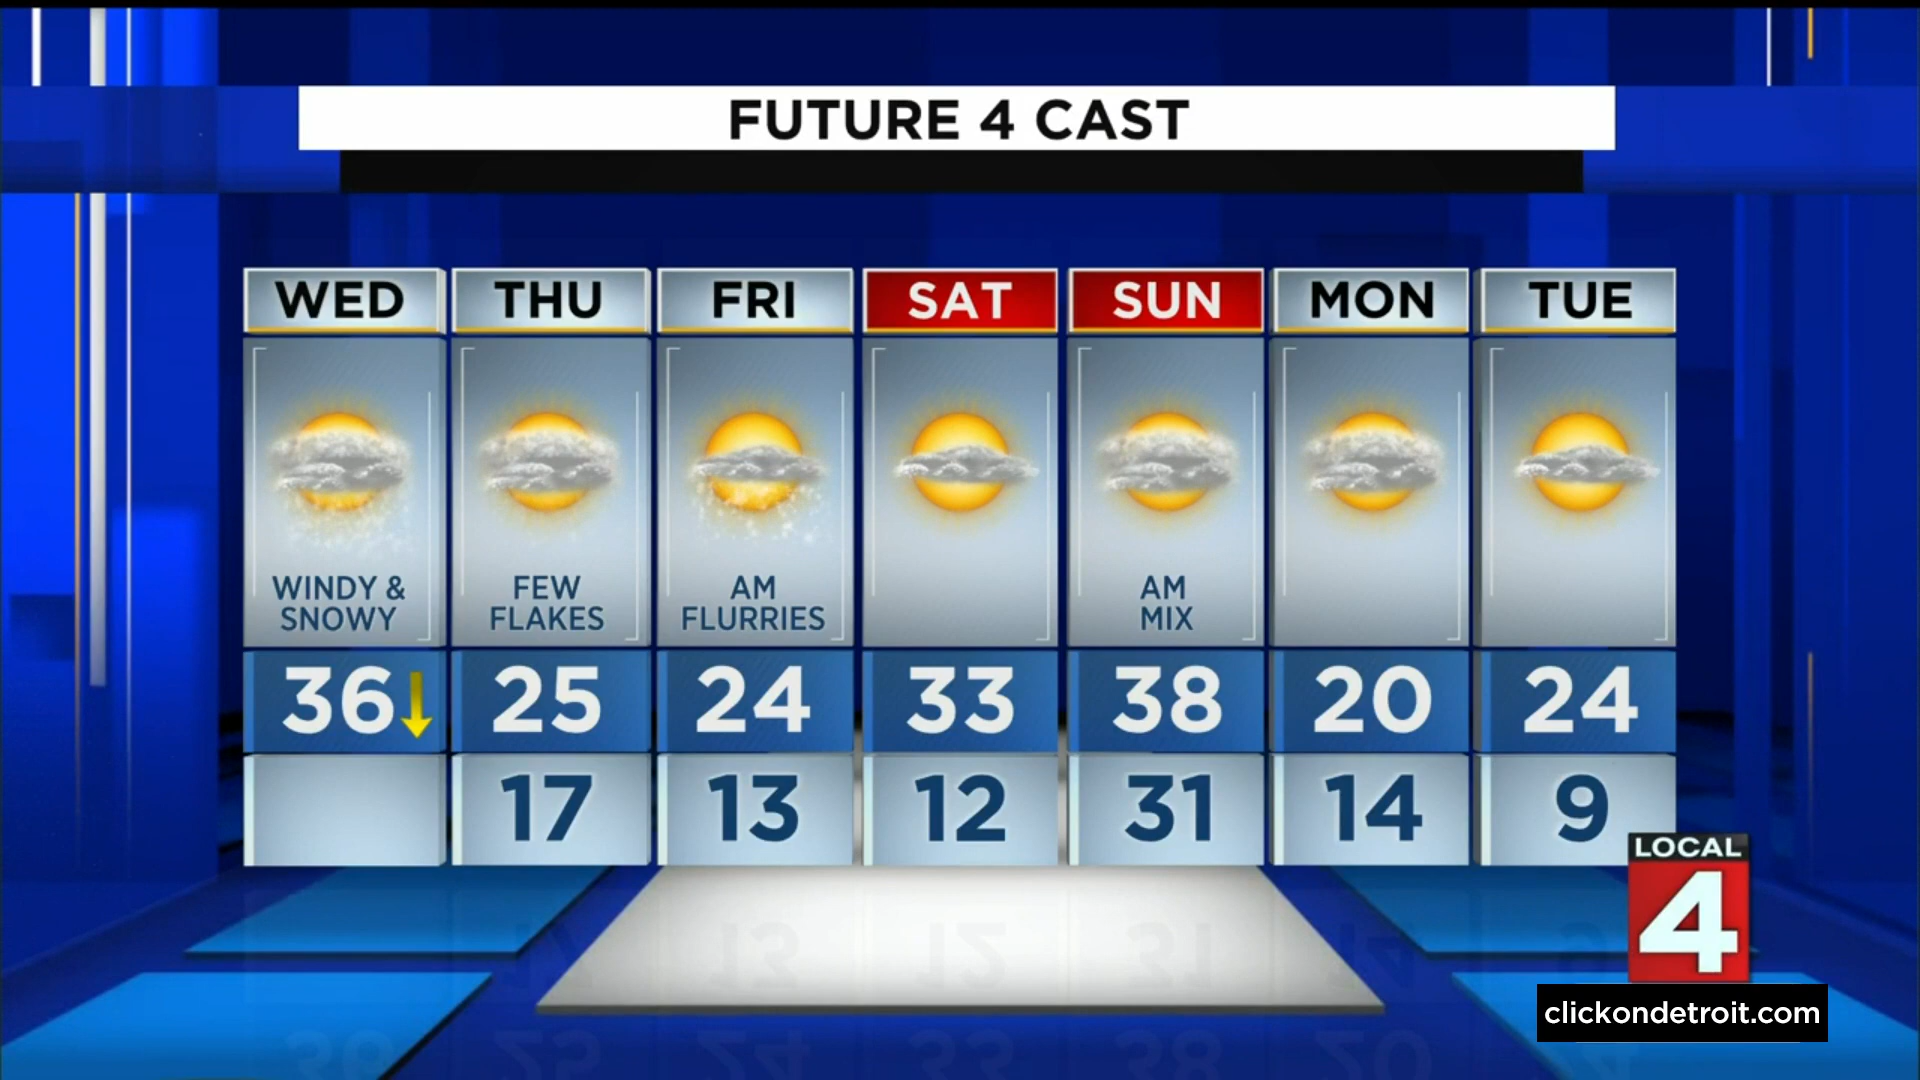 FUTURE 4 CAST
WED THU FRI SAT SUN MON TUE
WINDY &
SNOWY
FEW
FLAKES
AM
FLURRIES
AM
MIX
36 25 24 33 38 20 24
17 13 12 31 14 9
LOCAL
4
clickondetroit.com